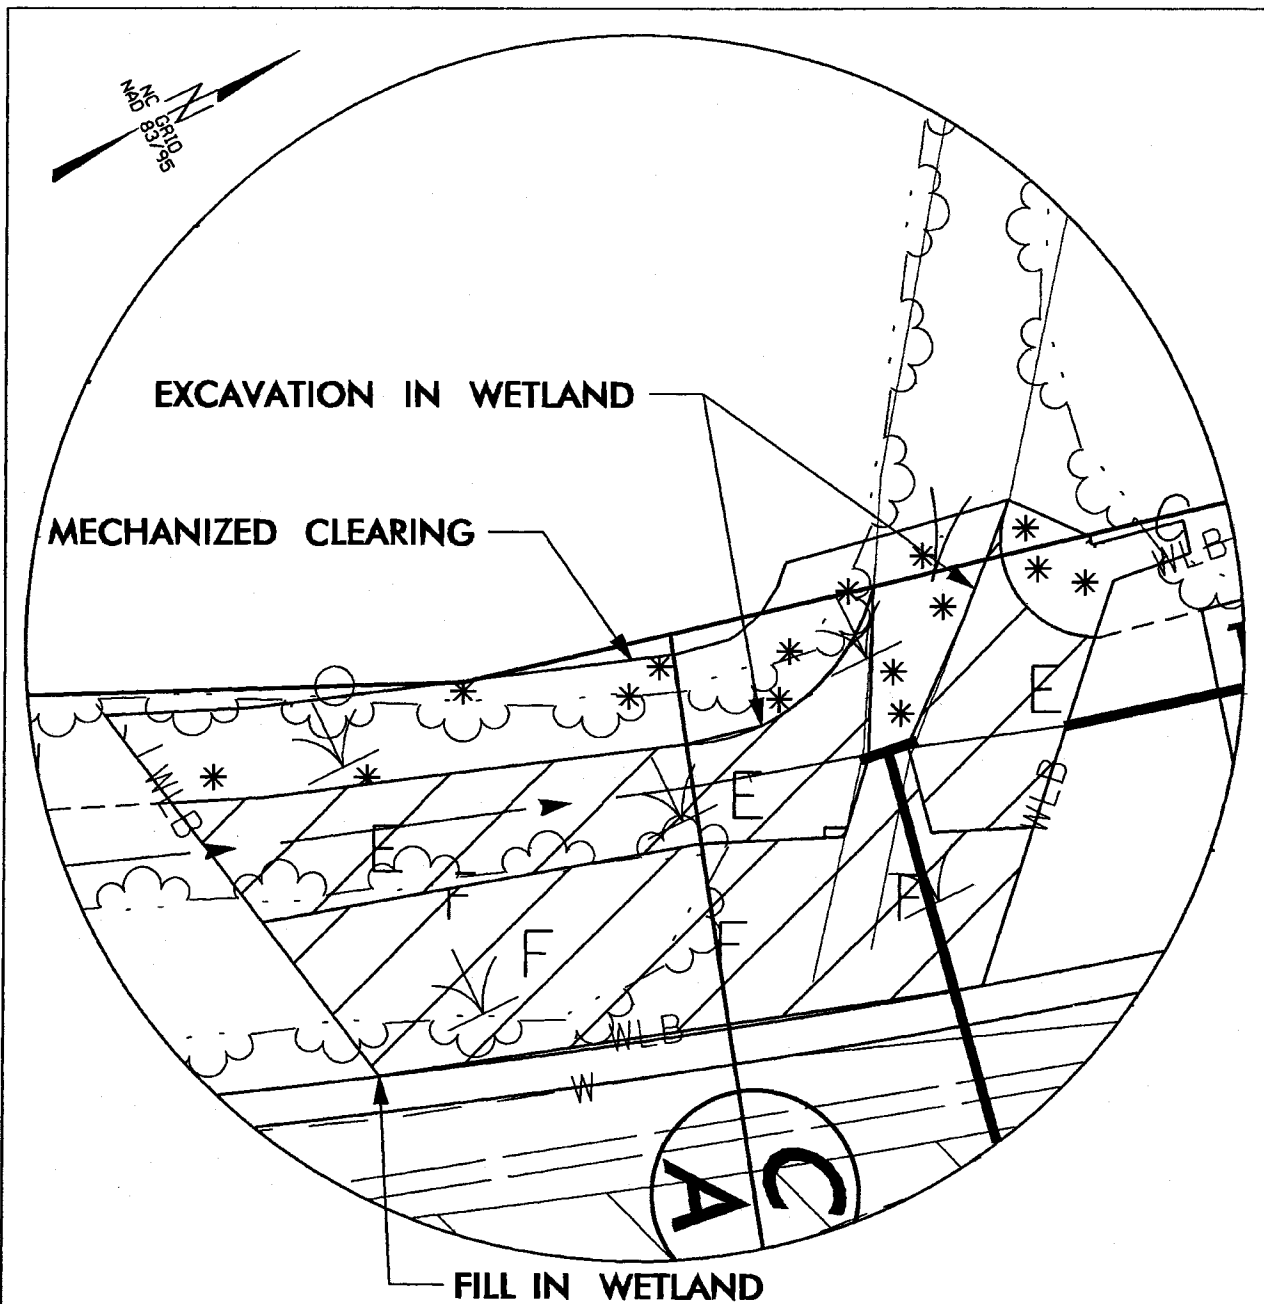 NC GRID
NAD 83/95
EXCAVATION IN WETLAND
MECHANIZED CLEARING
C
WLB
E
WLB
E
E
WLB
F
F
F
F
WLB
W
C
A
FILL IN WETLAND